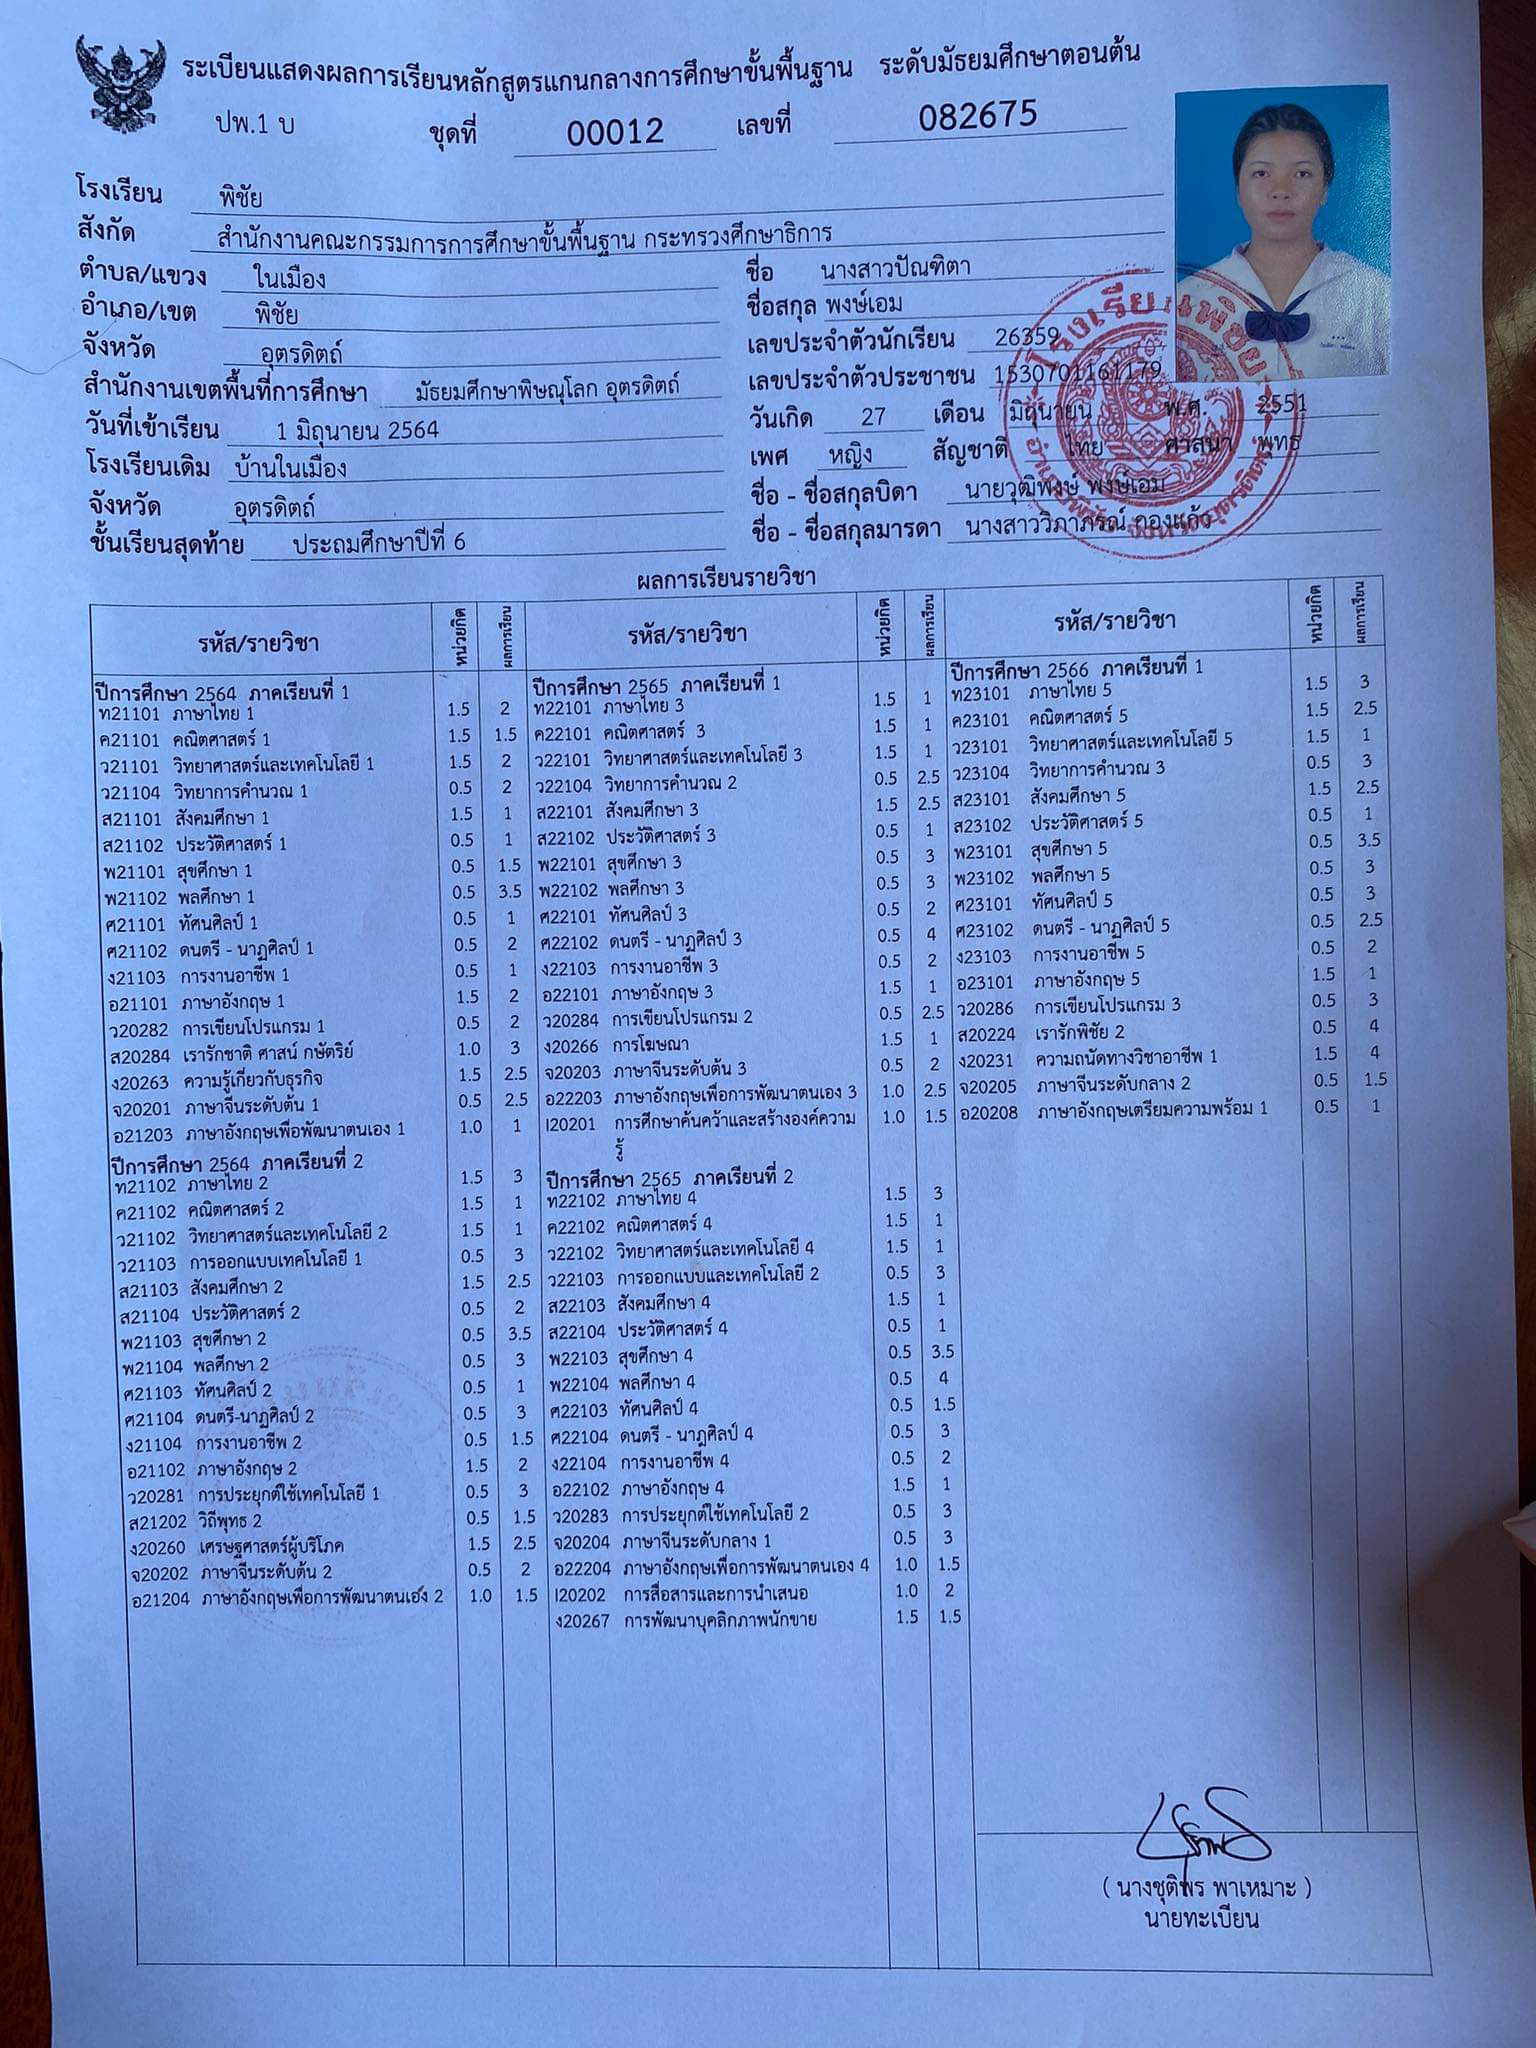 ระเบียนแสดงผลการเรียนหลักสูตรแกนกลางการศึกษาขั้นพื้นฐาน ระดับมัธยมศึกษาตอนต้น
ปพ.1 บ ชุดที่ 00012 เลขที่ 082675
โรงเรียน พิชัย
สังกัด สำนักงานคณะกรรมการการศึกษาขั้นพื้นฐาน กระทรวงศึกษาธิการ
ตำบล/แขวง ในเมือง
อำเภอ/เขต พิชัย
จังหวัด อุตรดิตถ์
สำนักงานเขตพื้นที่การศึกษา มัธยมศึกษาพิษณุโลก อุตรดิตถ์
วันที่เข้าเรียน 1 มิถุนายน 2564
โรงเรียนเดิม บ้านในเมือง
จังหวัด อุตรดิตถ์
ชั้นเรียนสุดท้าย ประถมศึกษาปีที่ 6
ชื่อ นางสาวปัณฑิตา
ชื่อสกุล พงษ์เอม
เลขประจำตัวนักเรียน 26359
เลขประจำตัวประชาชน 1530701161179
วันเกิด 27 เดือน มิถุนายน พ.ศ. 2551
เพศ หญิง สัญชาติ ไทย ศาสนา พุทธ
ชื่อ - ชื่อสกุลบิดา นายวุฒิพงษ์ พงษ์เอม
ชื่อ - ชื่อสกุลมารดา นางสาววิภาภรณ์ กองแก้ว
โรงเรียนพิชัย
ผลการเรียนรายวิชา
รหัส/รายวิชา หน่วยกิต ผลการเรียน
ปีการศึกษา 2564 ภาคเรียนที่ 1
ท21101 ภาษาไทย 1 1.5 2
ค21101 คณิตศาสตร์ 1 1.5 1.5
ว21101 วิทยาศาสตร์และเทคโนโลยี 1 1.5 2
ว21104 วิทยาการคำนวณ 1 0.5 2
ส21101 สังคมศึกษา 1 1.5 1
ส21102 ประวัติศาสตร์ 1 0.5 1
พ21101 สุขศึกษา 1 0.5 1.5
พ21102 พลศึกษา 1 0.5 3.5
ศ21101 ทัศนศิลป์ 1 0.5 1
ศ21102 ดนตรี - นาฏศิลป์ 1 0.5 2
ง21103 การงานอาชีพ 1 0.5 1
อ21101 ภาษาอังกฤษ 1 1.5 2
ว20282 การเขียนโปรแกรม 1 0.5 2
ส20284 เรารักชาติ ศาสน์ กษัตริย์ 1.0 3
ง20263 ความรู้เกี่ยวกับธุรกิจ 1.5 2.5
จ20201 ภาษาจีนระดับต้น 1 0.5 2.5
อ21203 ภาษาอังกฤษเพื่อพัฒนาตนเอง 1 1.0 1
ปีการศึกษา 2564 ภาคเรียนที่ 2
ท21102 ภาษาไทย 2 1.5 3
ค21102 คณิตศาสตร์ 2 1.5 1
ว21102 วิทยาศาสตร์และเทคโนโลยี 2 1.5 1
ว21103 การออกแบบเทคโนโลยี 1 0.5 3
ส21103 สังคมศึกษา 2 1.5 2.5
ส21104 ประวัติศาสตร์ 2 0.5 2
พ21103 สุขศึกษา 2 0.5 3.5
พ21104 พลศึกษา 2 0.5 3
ศ21103 ทัศนศิลป์ 2 0.5 1
ศ21104 ดนตรี-นาฏศิลป์ 2 0.5 3
ง21104 การงานอาชีพ 2 0.5 1.5
อ21102 ภาษาอังกฤษ 2 1.5 2
ว20281 การประยุกต์ใช้เทคโนโลยี 1 0.5 3
ส21202 วิถีพุทธ 2 0.5 1.5
ง20260 เศรษฐศาสตร์ผู้บริโภค 1.5 2.5
จ20202 ภาษาจีนระดับต้น 2 0.5 2
อ21204 ภาษาอังกฤษเพื่อการพัฒนาตนเอง 2 1.0 1.5
รหัส/รายวิชา หน่วยกิต ผลการเรียน
ปีการศึกษา 2565 ภาคเรียนที่ 1
ท22101 ภาษาไทย 3 1.5 1
ค22101 คณิตศาสตร์ 3 1.5 1
ว22101 วิทยาศาสตร์และเทคโนโลยี 3 1.5 1
ว22104 วิทยาการคำนวณ 2 0.5 2.5
ส22101 สังคมศึกษา 3 1.5 2.5
ส22102 ประวัติศาสตร์ 3 0.5 1
พ22101 สุขศึกษา 3 0.5 3
พ22102 พลศึกษา 3 0.5 3
ศ22101 ทัศนศิลป์ 3 0.5 2
ศ22102 ดนตรี - นาฏศิลป์ 3 0.5 4
ง22103 การงานอาชีพ 3 0.5 2
อ22101 ภาษาอังกฤษ 3 1.5 1
ว20284 การเขียนโปรแกรม 2 0.5 2.5
ง20266 การโฆษณา 1.5 1
จ20203 ภาษาจีนระดับต้น 3 0.5 2
อ22203 ภาษาอังกฤษเพื่อการพัฒนาตนเอง 3 1.0 2.5
I20201 การศึกษาค้นคว้าและสร้างองค์ความ 1.0 1.5
รู้
ปีการศึกษา 2565 ภาคเรียนที่ 2
ท22102 ภาษาไทย 4 1.5 3
ค22102 คณิตศาสตร์ 4 1.5 1
ว22102 วิทยาศาสตร์และเทคโนโลยี 4 1.5 1
ว22103 การออกแบบและเทคโนโลยี 2 0.5 3
ส22103 สังคมศึกษา 4 1.5 1
ส22104 ประวัติศาสตร์ 4 0.5 1
พ22103 สุขศึกษา 4 0.5 3.5
พ22104 พลศึกษา 4 0.5 4
ศ22103 ทัศนศิลป์ 4 0.5 1.5
ศ22104 ดนตรี - นาฎศิลป์ 4 0.5 3
ง22104 การงานอาชีพ 4 0.5 2
อ22102 ภาษาอังกฤษ 4 1.5 1
ว20283 การประยุกต์ใช้เทคโนโลยี 2 0.5 3
จ20204 ภาษาจีนระดับกลาง 1 0.5 3
อ22204 ภาษาอังกฤษเพื่อการพัฒนาตนเอง 4 1.0 1.5
I20202 การสื่อสารและการนำเสนอ 1.0 2
ง20267 การพัฒนาบุคลิกภาพนักขาย 1.5 1.5
รหัส/รายวิชา หน่วยกิต ผลการเรียน
ปีการศึกษา 2566 ภาคเรียนที่ 1
ท23101 ภาษาไทย 5 1.5 3
ค23101 คณิตศาสตร์ 5 1.5 2.5
ว23101 วิทยาศาสตร์และเทคโนโลยี 5 1.5 1
ว23104 วิทยาการคำนวณ 3 0.5 3
ส23101 สังคมศึกษา 5 1.5 2.5
ส23102 ประวัติศาสตร์ 5 0.5 1
พ23101 สุขศึกษา 5 0.5 3.5
พ23102 พลศึกษา 5 0.5 3
ศ23101 ทัศนศิลป์ 5 0.5 3
ศ23102 ดนตรี - นาฏศิลป์ 5 0.5 2.5
ง23103 การงานอาชีพ 5 0.5 2
อ23101 ภาษาอังกฤษ 5 1.5 1
ว20286 การเขียนโปรแกรม 3 0.5 3
ส20224 เรารักพิชัย 2 0.5 4
ง20231 ความถนัดทางวิชาอาชีพ 1 1.5 4
จ20205 ภาษาจีนระดับกลาง 2 0.5 1.5
อ20208 ภาษาอังกฤษเตรียมความพร้อม 1 0.5 1
( นางชุติพร พาเหมาะ )
นายทะเบียน